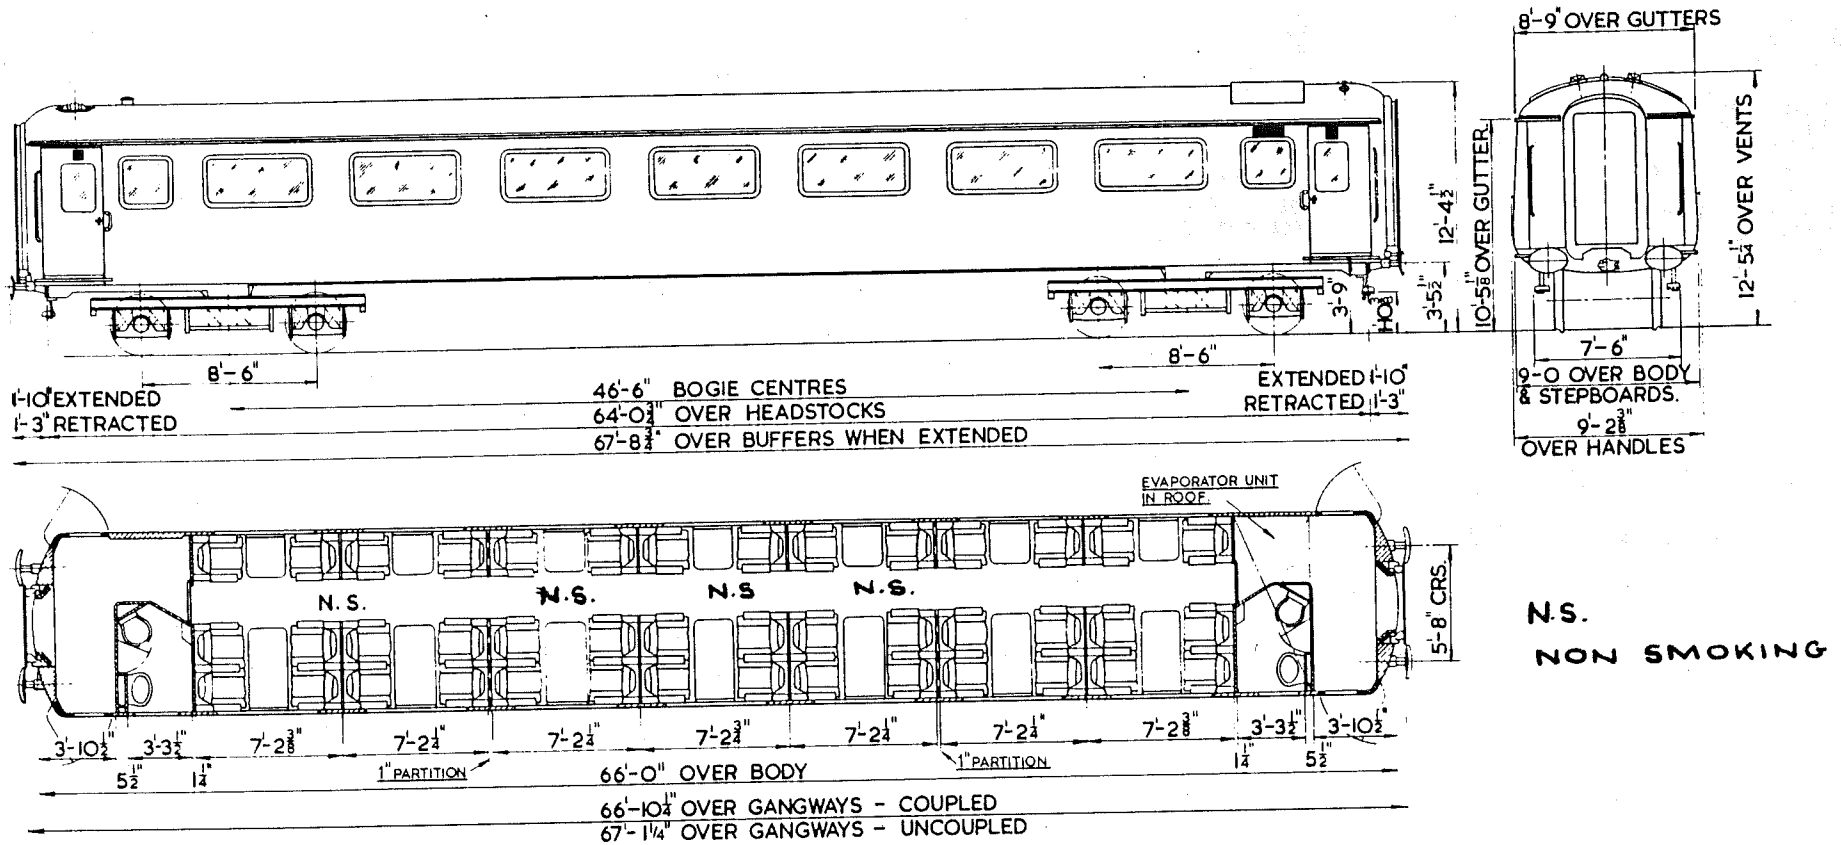 8'-9" OVER GUTTERS
12'-4½"
10'-5⅛" OVER GUTTER.
12'-5¼" OVER VENTS
3'-9"
3'-5½"
8'-6"
8'-6"
7'-6"
1'-10" EXTENDED
1'-3" RETRACTED
46'-6" BOGIE CENTRES
64'-0¾" OVER HEADSTOCKS
67'-8¾" OVER BUFFERS WHEN EXTENDED
EXTENDED 1'-10"
RETRACTED 1'-3"
9'-0 OVER BODY
& STEPBOARDS.
9'-2⅜"
OVER HANDLES
EVAPORATOR UNIT
IN ROOF.
N.S.
N.S.
N.S
N.S.
5'-8" CRS.
N.S.
NON SMOKING
3'-10½" 3'-3½" 7'-2⅜" 7'-2¼" 7'-2¼" 7'-2¾" 7'-2¼" 7'-2¼" 7'-2⅜" 3'-3½" 3'-10½"
5½" 1¼" 1" PARTITION 1" PARTITION 1¼" 5½"
66'-0" OVER BODY
66'-10¼" OVER GANGWAYS - COUPLED
67'-1¼" OVER GANGWAYS - UNCOUPLED